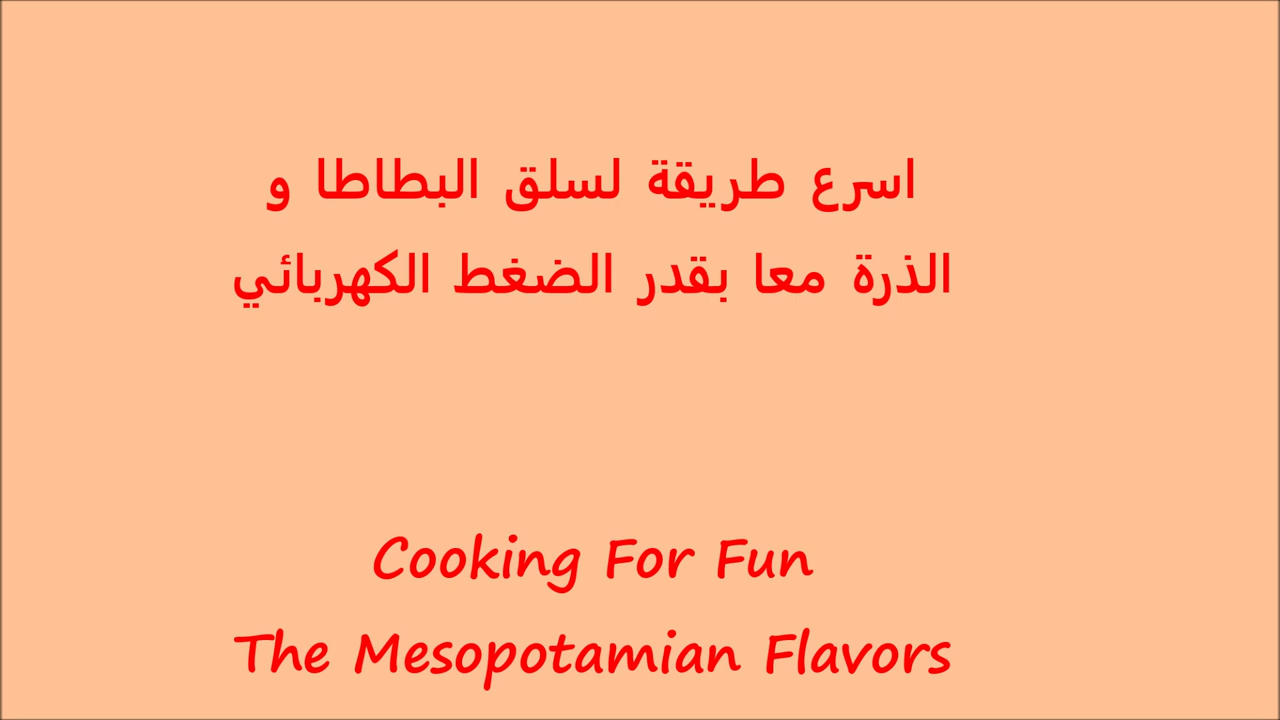 اسرع طريقة لسلق البطاطا و
الذرة معا بقدر الضغط الكهربائي
Cooking For Fun
The Mesopotamian Flavors